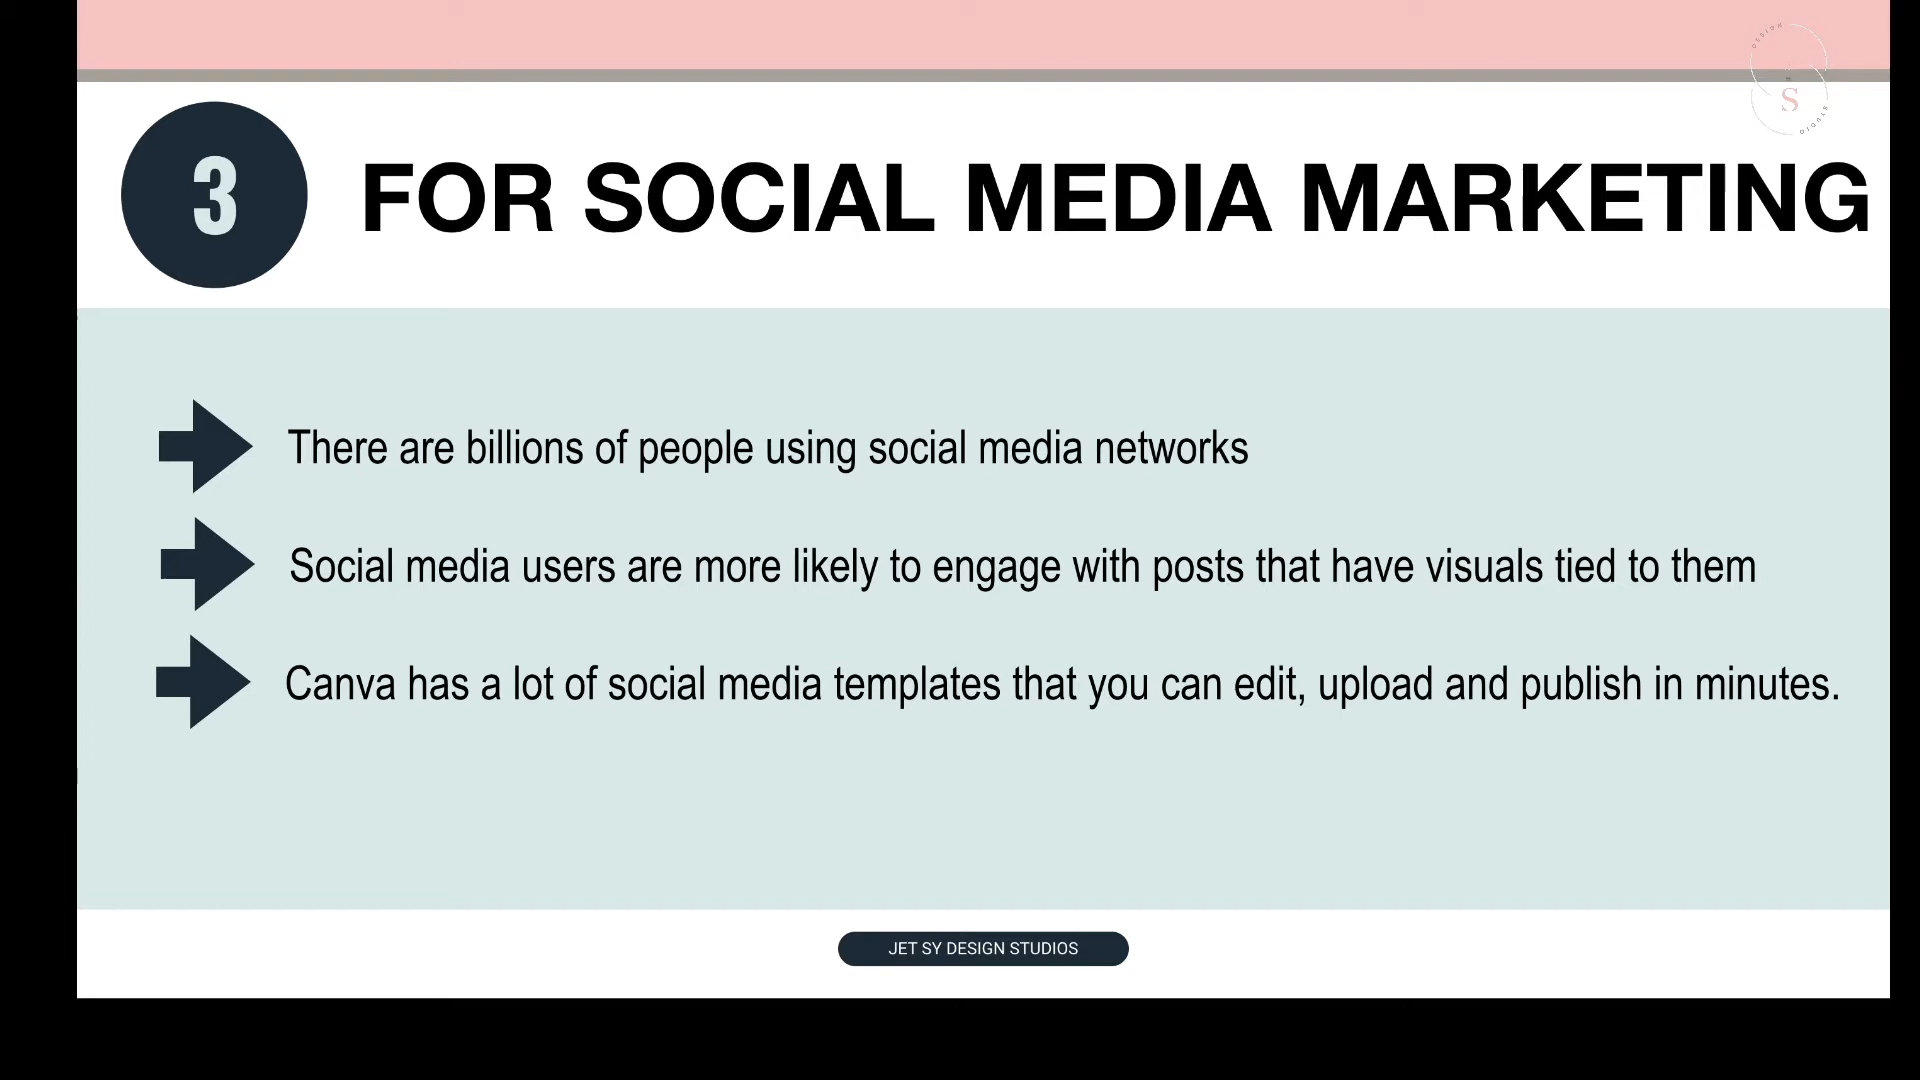 DESIGN
S
STUDIO
3
FOR SOCIAL MEDIA MARKETING
There are billions of people using social media networks
Social media users are more likely to engage with posts that have visuals tied to them
Canva has a lot of social media templates that you can edit, upload and publish in minutes.
JET SY DESIGN STUDIOS